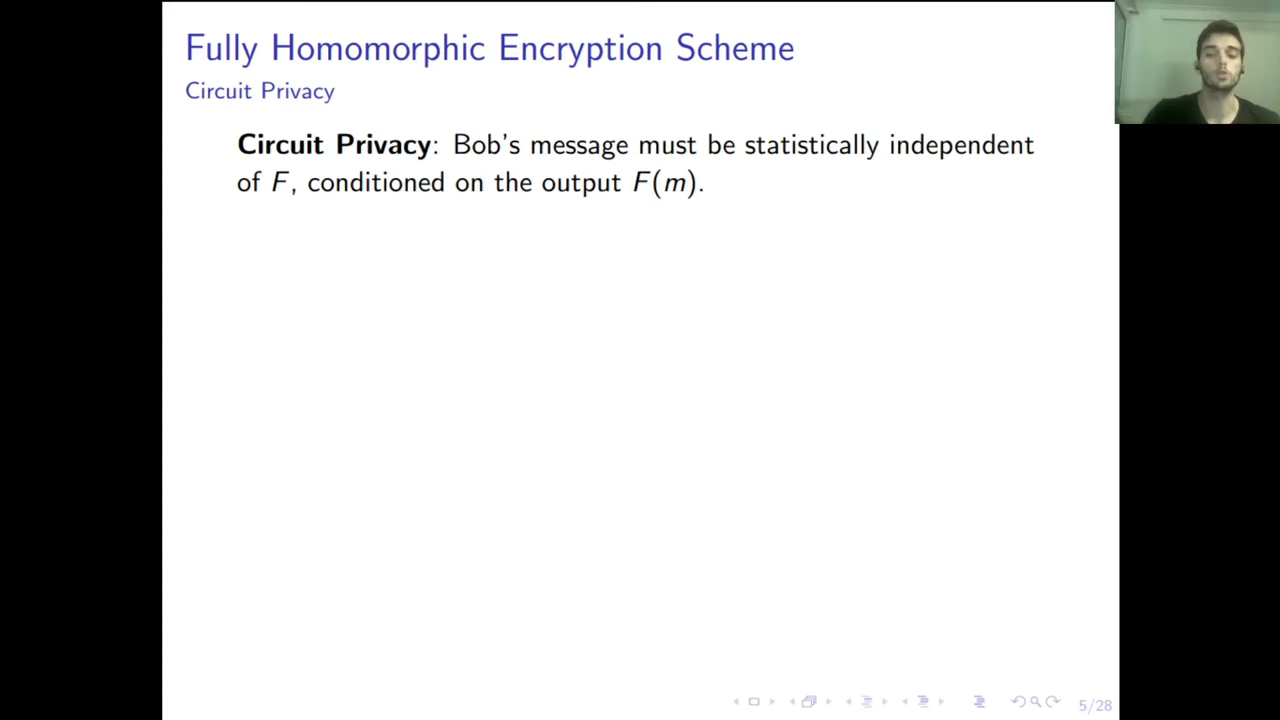 Fully Homomorphic Encryption Scheme
Circuit Privacy
Circuit Privacy: Bob's message must be statistically independent
of F, conditioned on the output F(m).
5/28